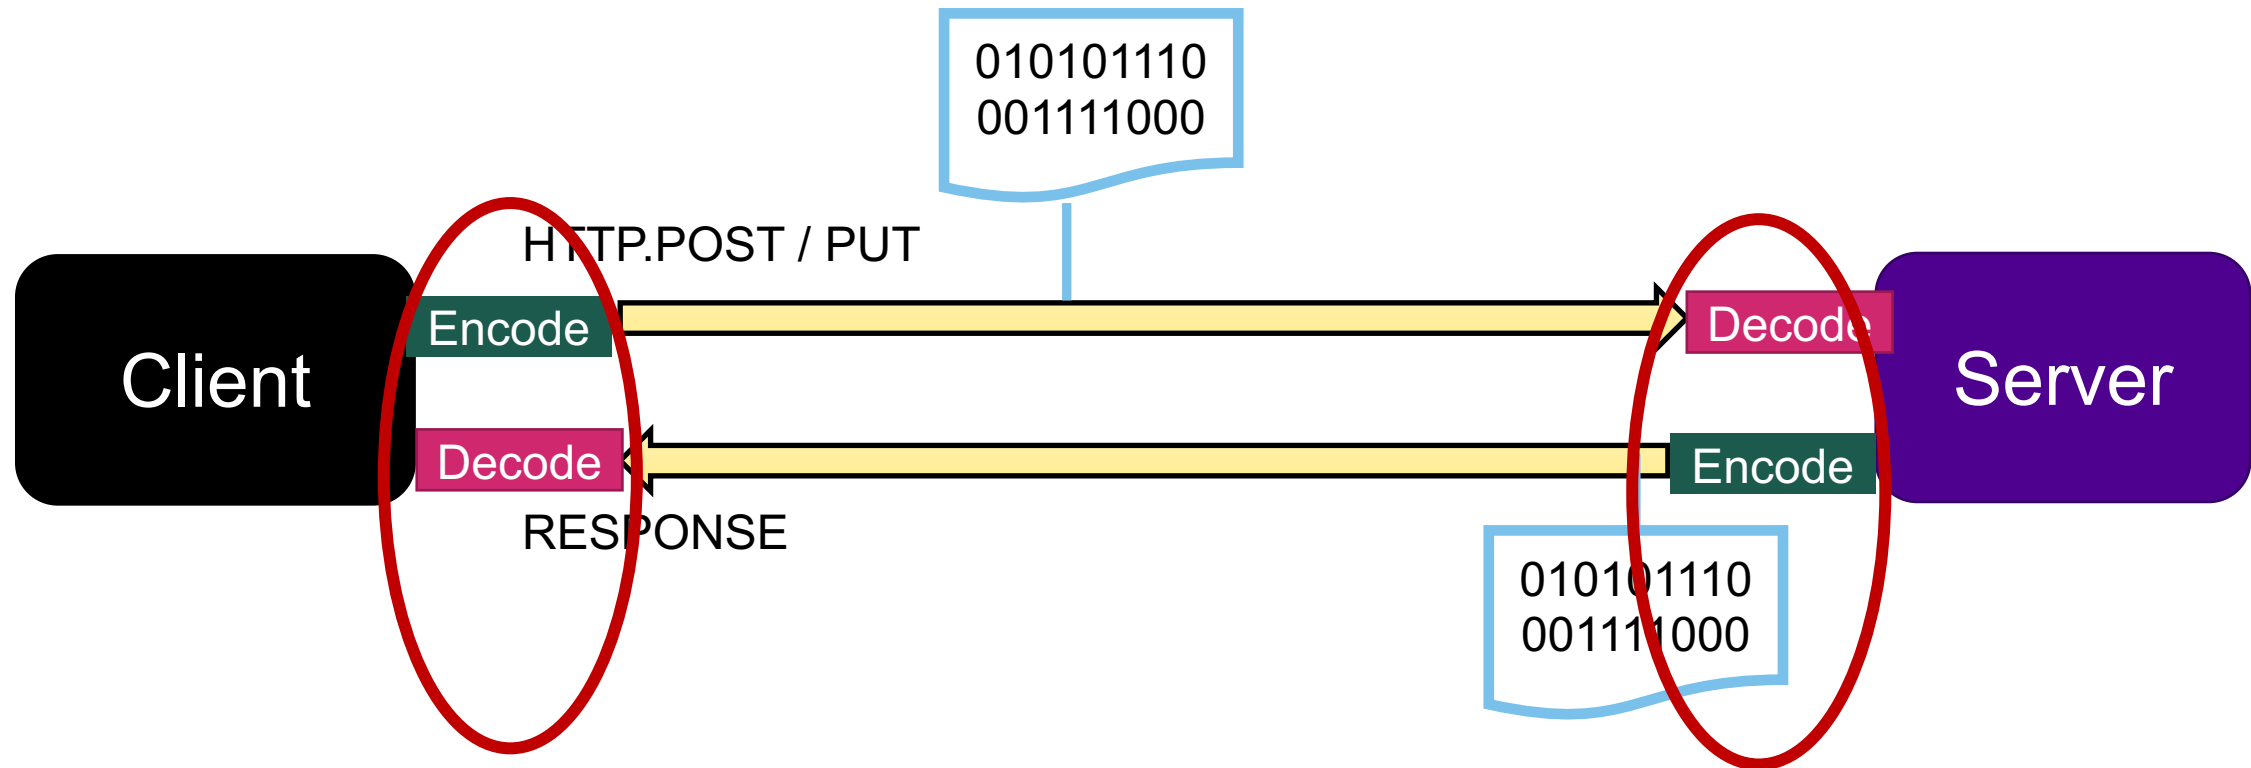 010101110
001111000
HTTP.POST / PUT
Encode
Decode
Client
Server
Decode
Encode
RESPONSE
010101110
001111000